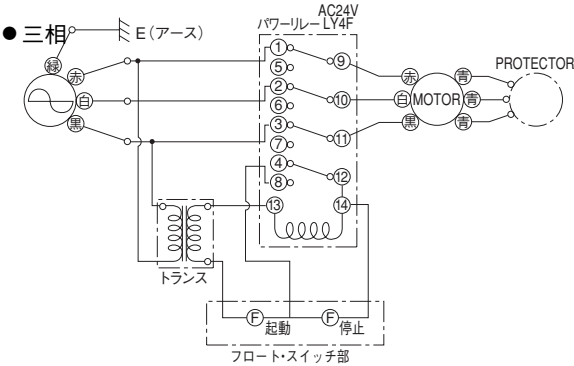 ● 三相
E(アース)
緑
赤
白
黒
AC24V
パワーリレー LY4F
①
⑤
②
⑥
③
⑦
④
⑧
⑨
⑩
⑪
⑫
⑬
⑭
赤
白
黒
MOTOR
青
青
青
PROTECTOR
トランス
F
起動
F
停止
フロート・スイッチ部